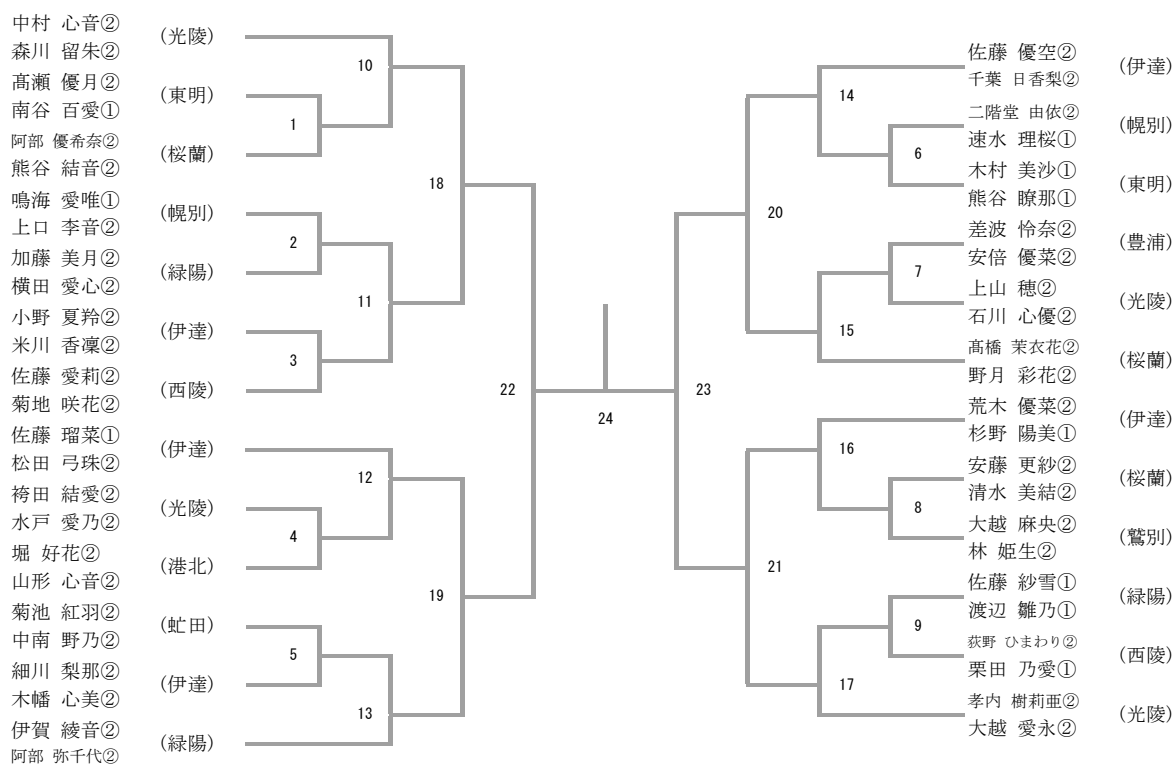 中村 心音②
森川 留朱②
(光陵)
髙瀬 優月②
南谷 百愛①
(東明)
阿部 優希奈②
熊谷 結音②
(桜蘭)
鳴海 愛唯①
上口 李音②
(幌別)
加藤 美月②
横田 愛心②
(緑陽)
小野 夏羚②
米川 香凜②
(伊達)
佐藤 愛莉②
菊地 咲花②
(西陵)
佐藤 瑠菜①
松田 弓珠②
(伊達)
袴田 結愛②
水戸 愛乃②
(光陵)
堀 好花②
山形 心音②
(港北)
菊池 紅羽②
中南 野乃②
(虻田)
細川 梨那②
木幡 心美②
(伊達)
伊賀 綾音②
阿部 弥千代②
(緑陽)
10
1
18
2
11
3
22
12
4
19
5
13
24
23
14
6
20
7
15
16
8
21
9
17
佐藤 優空②
千葉 日香梨②
(伊達)
二階堂 由依②
速水 理桜①
(幌別)
木村 美沙①
熊谷 瞭那①
(東明)
差波 怜奈②
安倍 優菜②
(豊浦)
上山 穂②
石川 心優②
(光陵)
髙橋 茉衣花②
野月 彩花②
(桜蘭)
荒木 優菜②
杉野 陽美①
(伊達)
安藤 更紗②
清水 美結②
(桜蘭)
大越 麻央②
林 姫生②
(鷲別)
佐藤 紗雪①
渡辺 雛乃①
(緑陽)
荻野 ひまわり②
栗田 乃愛①
(西陵)
孝内 樹莉亜②
大越 愛永②
(光陵)